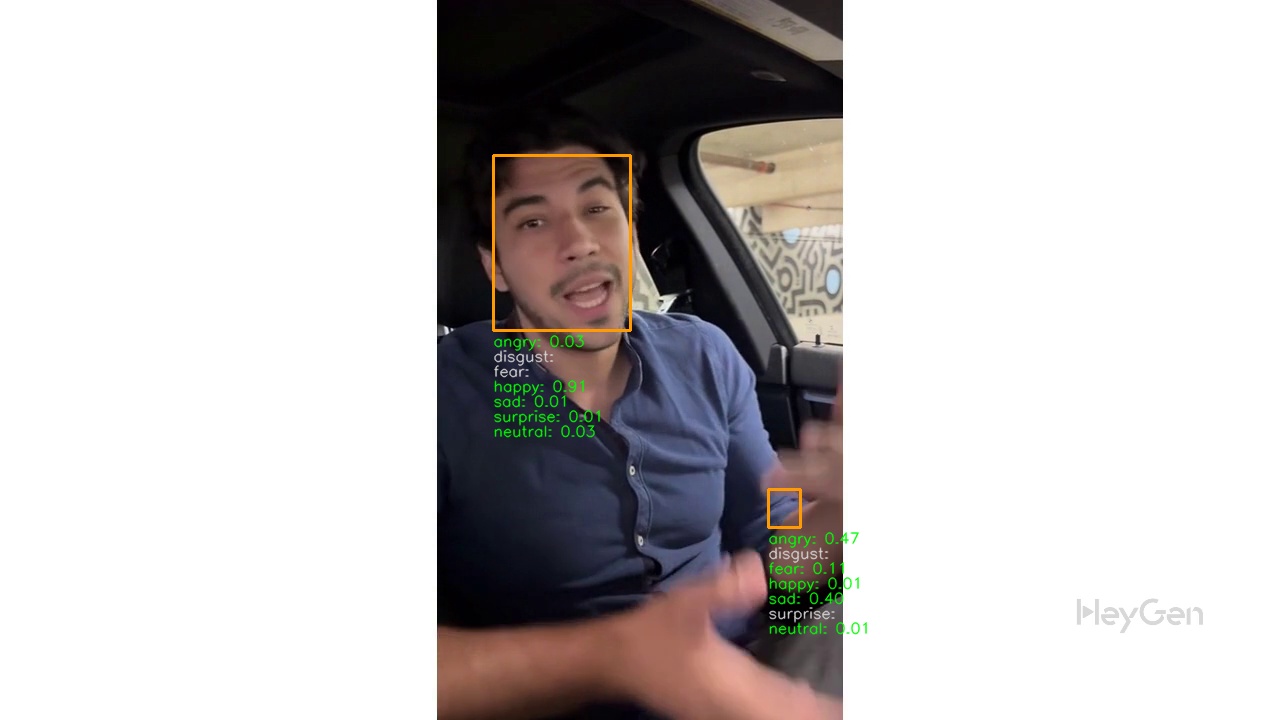 angry: 0.03
disgust:
fear:
happy: 0.91
sad: 0.01
surprise: 0.01
neutral: 0.03
angry: 0.47
disgust:
fear: 0.11
happy: 0.01
sad: 0.40
surprise:
neutral: 0.01
HeyGen